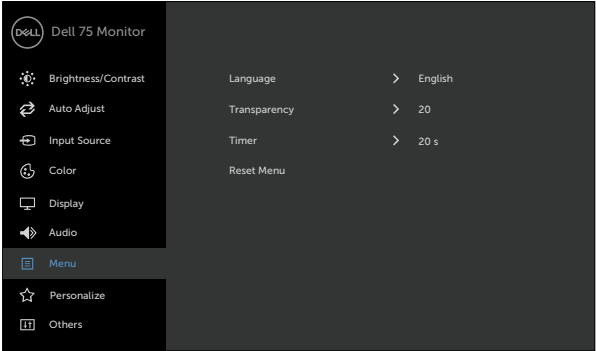 DELL Dell 75 Monitor
Brightness/Contrast
Auto Adjust
Input Source
Color
Display
Audio
Menu
Personalize
Others
Language > English
Transparency > 20
Timer > 20 s
Reset Menu